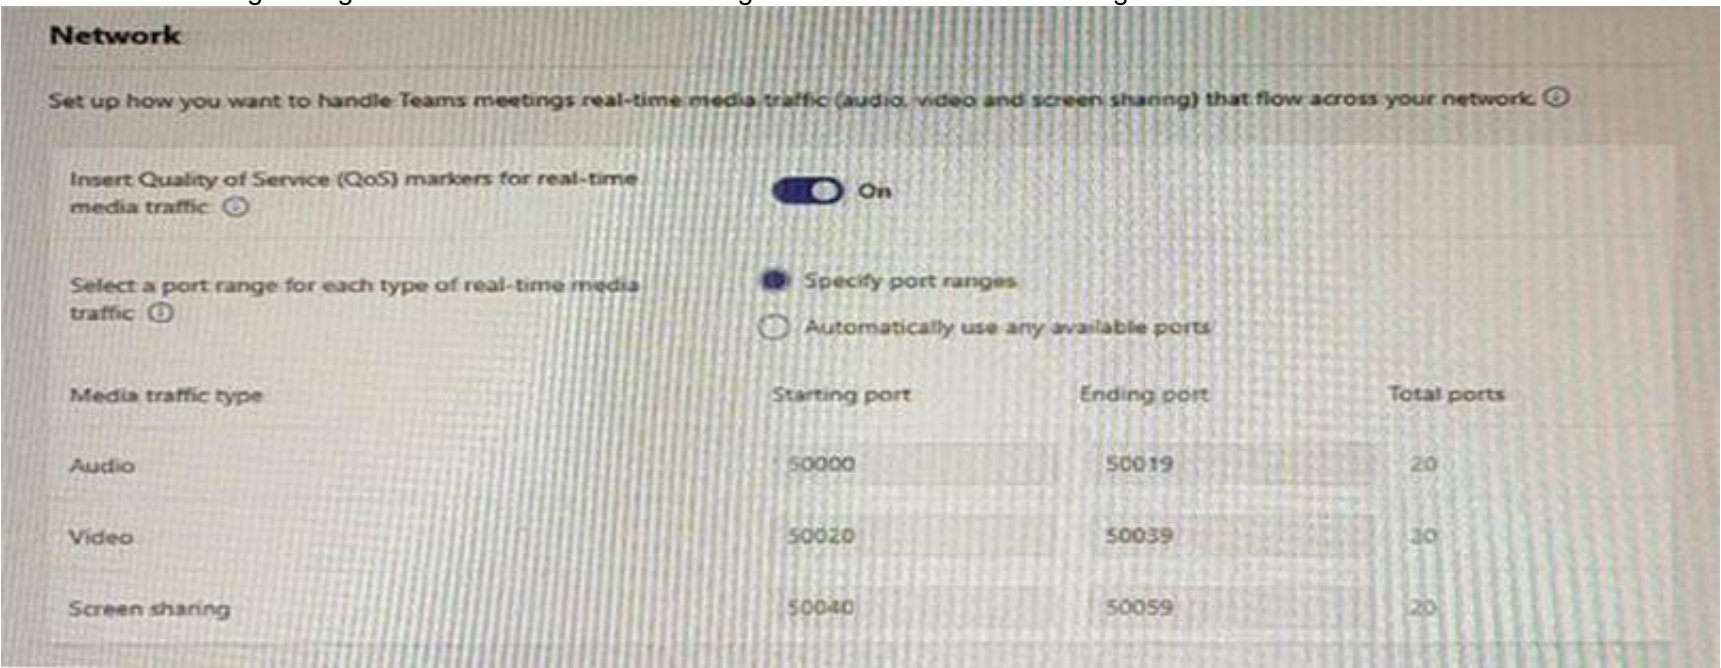 Network
Set up how you want to handle Teams meetings real-time media traffic (audio, video and screen sharing) that flow across your network.
Insert Quality of Service (QoS) markers for real-time
media traffic
On
Select a port range for each type of real-time media
traffic
Specify port ranges
Automatically use any available ports
Media traffic type Starting port Ending port Total ports
Audio 50000 50019 20
Video 50020 50039 20
Screen sharing 50040 50059 20